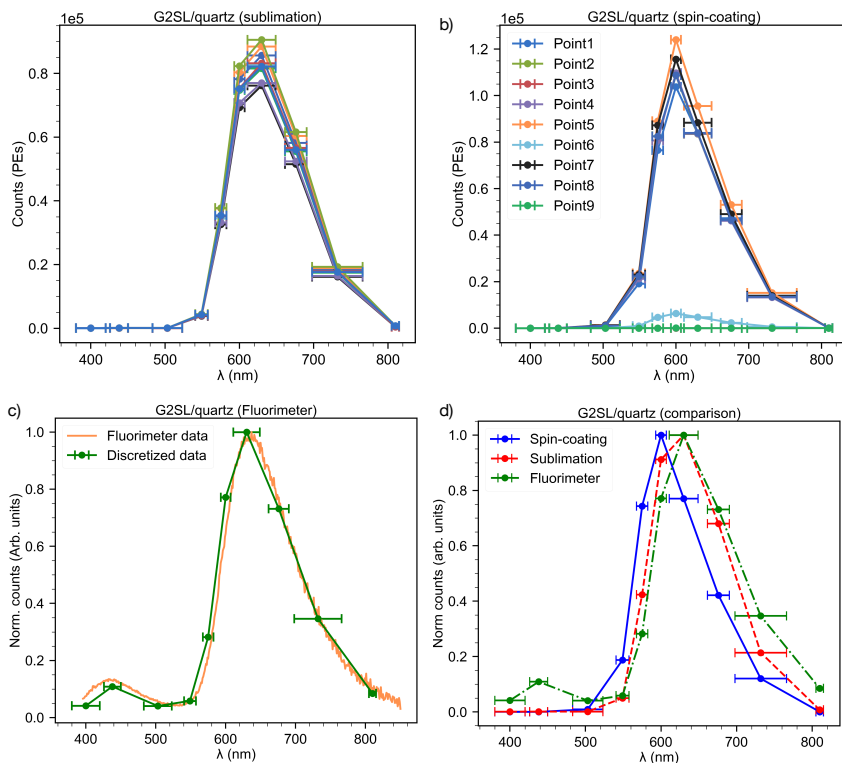 G2SL/quartz (sublimation)
1e5
0.0
0.2
0.4
0.6
0.8
Counts (PEs)
400
500
600
700
800
λ (nm)
b)
G2SL/quartz (spin-coating)
1e5
0.0
0.2
0.4
0.6
0.8
1.0
1.2
Counts (PEs)
Point1
Point2
Point3
Point4
Point5
Point6
Point7
Point8
Point9
400
500
600
700
800
λ (nm)
c)
G2SL/quartz (Fluorimeter)
Fluorimeter data
Discretized data
1.0
0.8
0.6
0.4
0.2
0.0
Norm. counts (Arb. units)
400
500
600
700
800
λ (nm)
d)
G2SL/quartz (comparison)
Spin-coating
Sublimation
Fluorimeter
1.0
0.8
0.6
0.4
0.2
0.0
Norm counts (arb. units)
400
500
600
700
800
λ (nm)